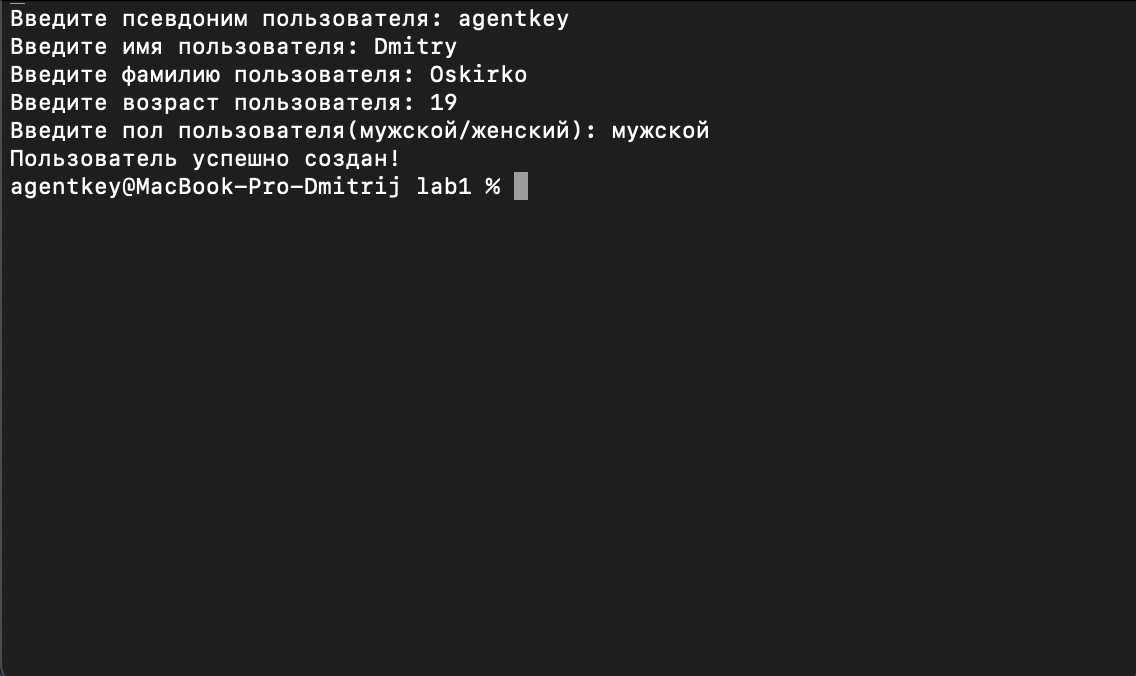 Введите псевдоним пользователя: agentkey
Введите имя пользователя: Dmitry
Введите фамилию пользователя: Oskirko
Введите возраст пользователя: 19
Введите пол пользователя(мужской/женский): мужской
Пользователь успешно создан!
agentkey@MacBook-Pro-Dmitrij lab1 %